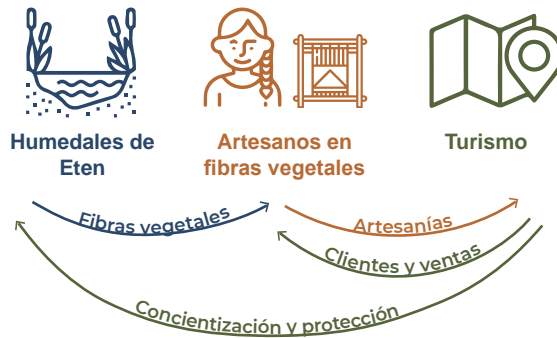 Humedales de
Eten
Artesanos en
fibras vegetales
Turismo
Fibras vegetales
Artesanías
Clientes y ventas
Concientización y protección